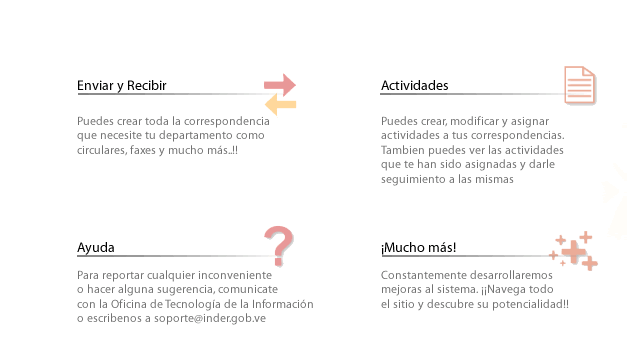 Enviar y Recibir
Puedes crear toda la correspondencia
que necesite tu departamento como
circulares, faxes y mucho más..!!
Actividades
Puedes crear, modificar y asignar
actividades a tus correspondencias.
Tambien puedes ver las actividades
que te han sido asignadas y darle
seguimiento a las mismas
Ayuda
Para reportar cualquier inconveniente
o hacer alguna sugerencia, comunicate
con la Oficina de Tecnología de la Información
o escribenos a soporte@inder.gob.ve
¡Mucho más!
Constantemente desarrollaremos
mejoras al sistema. ¡¡Navega todo
el sitio y descubre su potencialidad!!